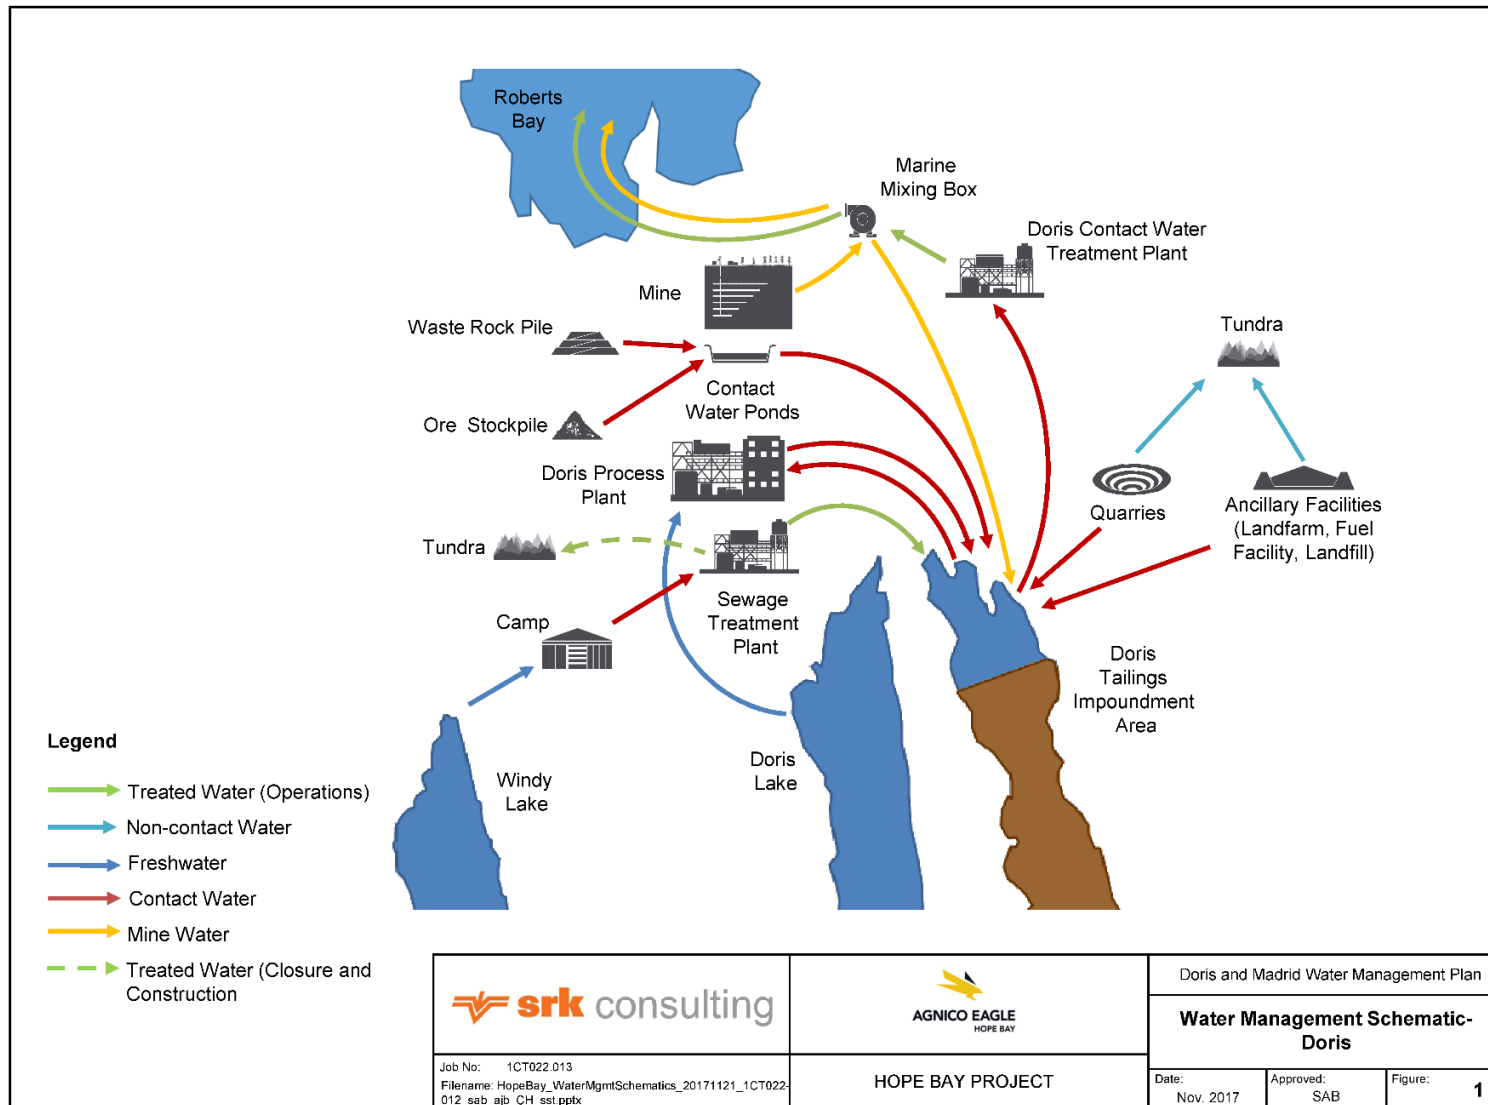 Roberts
Bay
Marine
Mixing Box
Doris Contact Water
Treatment Plant
Mine
Waste Rock Pile
Tundra
Contact
Water Ponds
Ore Stockpile
Doris Process
Plant
Quarries
Ancillary Facilities
(Landfarm, Fuel
Facility, Landfill)
Tundra
Sewage
Treatment
Plant
Camp
Doris
Tailings
Impoundment
Area
Doris
Lake
Windy
Lake
Legend
Treated Water (Operations)
Non-contact Water
Freshwater
Contact Water
Mine Water
Treated Water (Closure and
Construction
srk consulting
AGNICO EAGLE
HOPE BAY
Doris and Madrid Water Management Plan
Water Management Schematic-
Doris
Job No: 1CT022.013
Filename: HopeBay_WaterMgmtSchematics_20171121_1CT022-
012_sab_ajb_CH_sst.pptx
HOPE BAY PROJECT
Date:
Nov. 2017
Approved:
SAB
Figure:
1